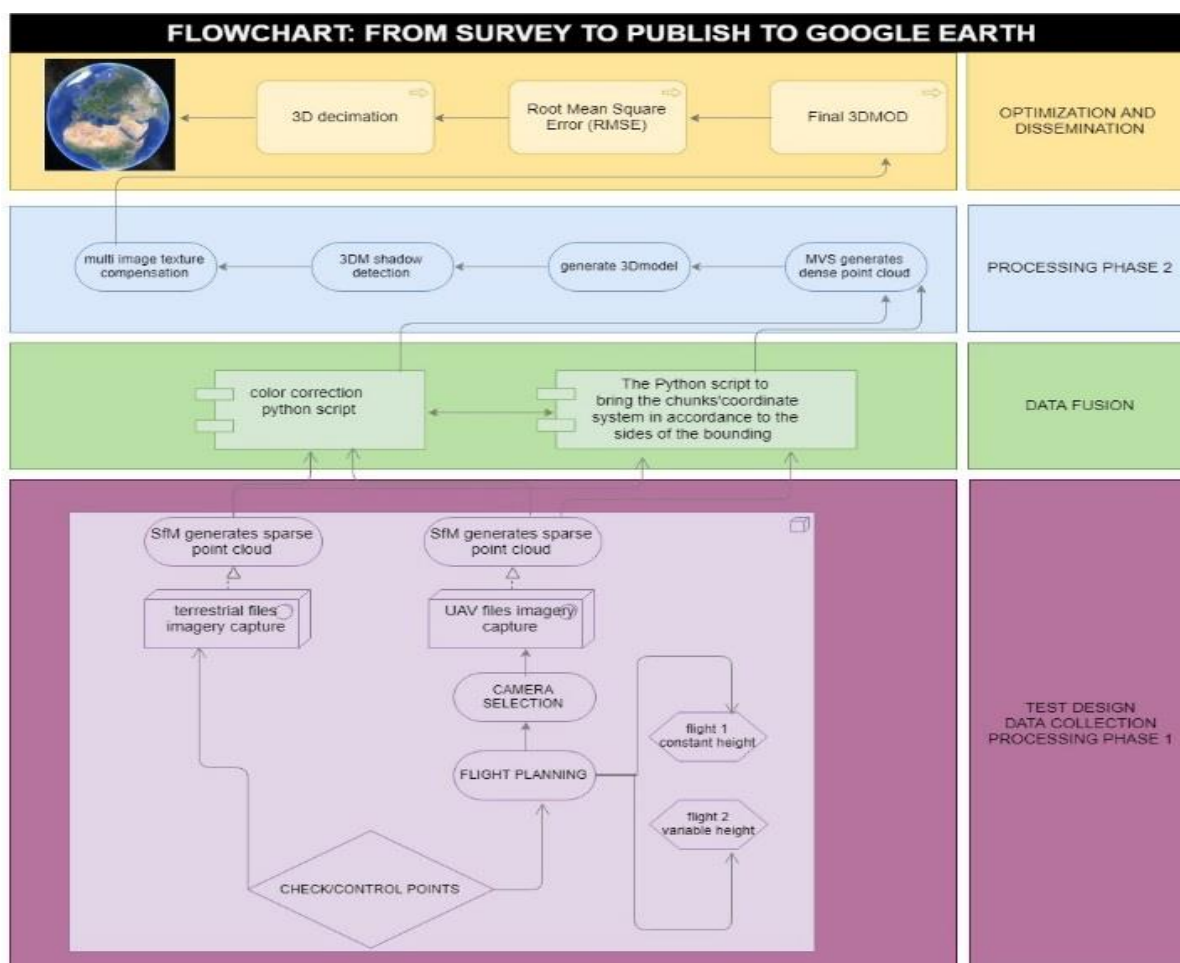 FLOWCHART: FROM SURVEY TO PUBLISH TO GOOGLE EARTH
3D decimation
Root Mean Square
Error (RMSE)
Final 3DMOD
OPTIMIZATION AND
DISSEMINATION
multi image texture
compensation
3DM shadow
detection
generate 3Dmodel
MVS generates
dense point cloud
PROCESSING PHASE 2
color correction
python script
The Python script to
bring the chunks'coordinate
system in accordance to the
sides of the bounding
DATA FUSION
SfM generates sparse
point cloud
SfM generates sparse
point cloud
terrestrial files
imagery capture
UAV files imagery
capture
CAMERA
SELECTION
FLIGHT PLANNING
flight 1
constant height
flight 2
variable height
CHECK/CONTROL POINTS
TEST DESIGN
DATA COLLECTION
PROCESSING PHASE 1